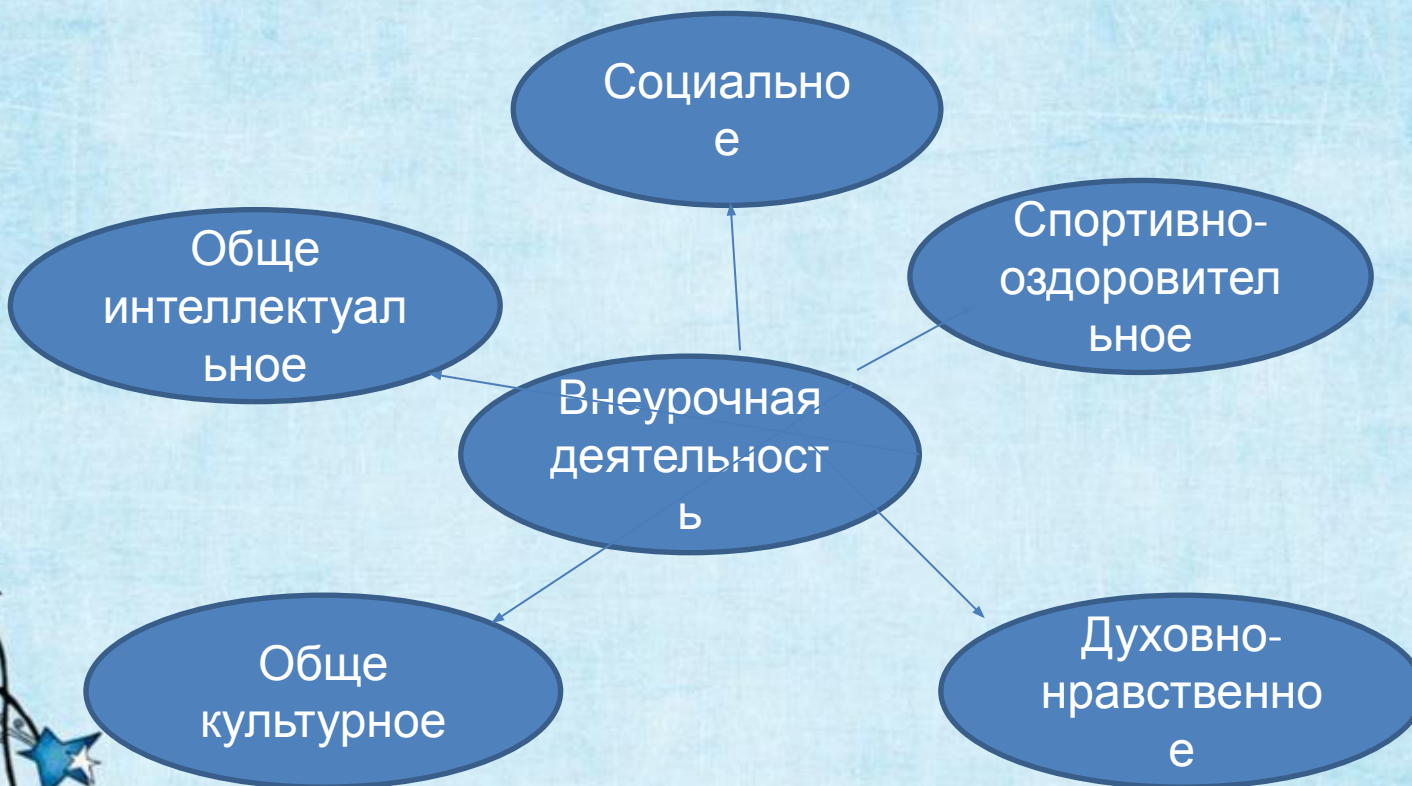 Социально
е
Обще
интеллектуал
ьное
Спортивно-
оздоровител
ьное
Внеурочная
деятельност
ь
Обще
культурное
Духовно-
нравственно
е